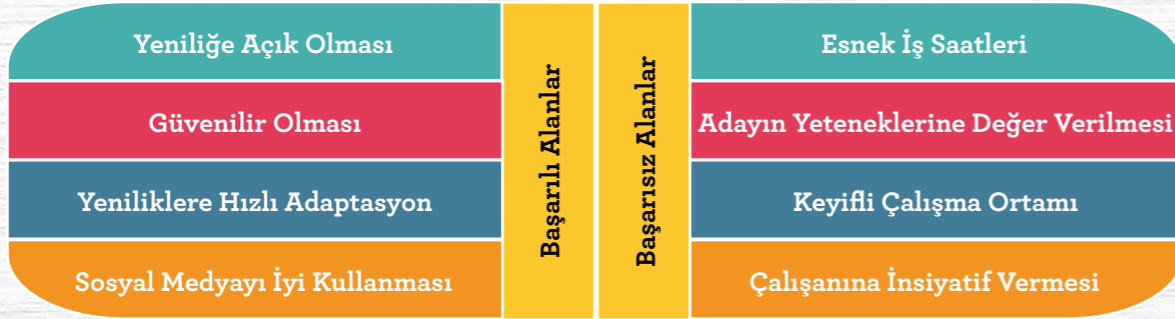 Yeniliğe Açık Olması
Güvenilir Olması
Yeniliklere Hızlı Adaptasyon
Sosyal Medyayı İyi Kullanması
Başarılı Alanlar
Başarısız Alanlar
Esnek İş Saatleri
Adayın Yeteneklerine Değer Verilmesi
Keyifli Çalışma Ortamı
Çalışanına İnsiyatif Vermesi